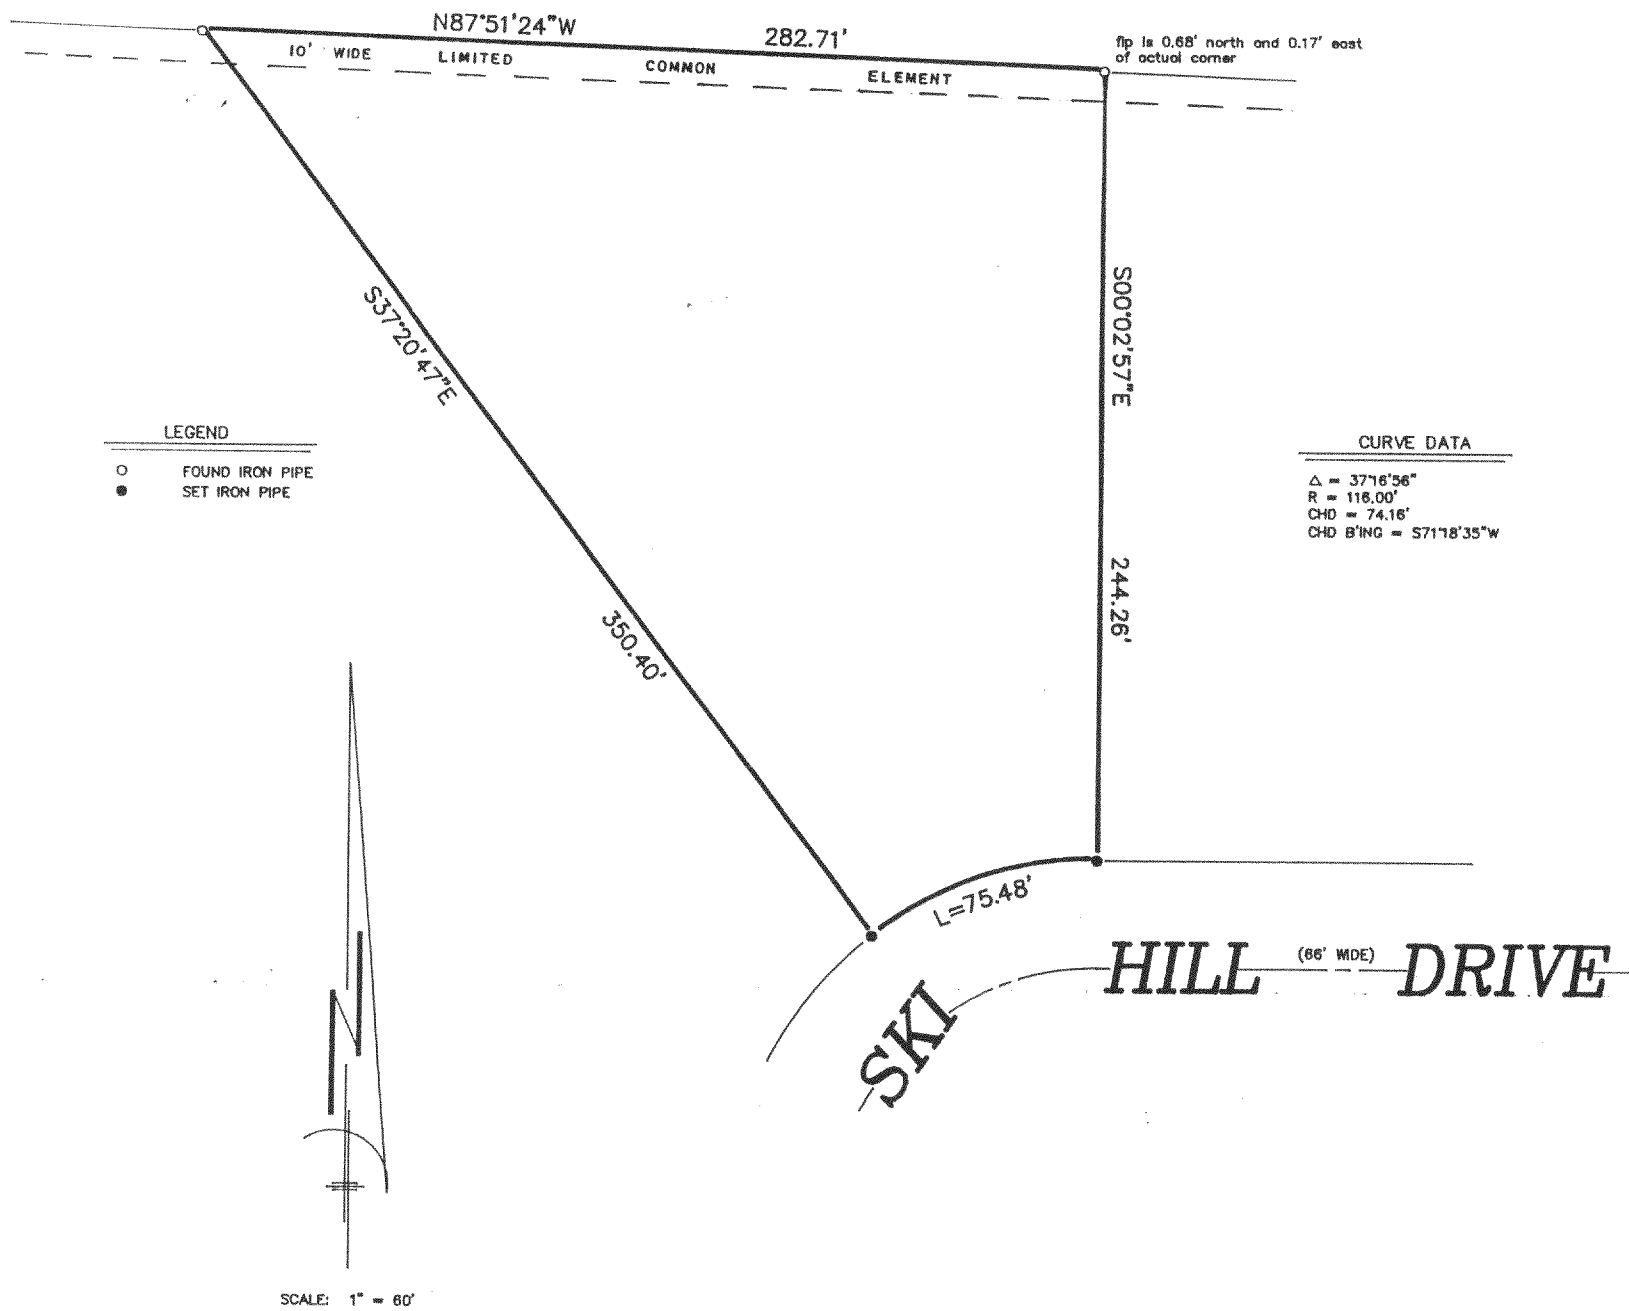 N87°51'24"W 282.71'
10' WIDE LIMITED COMMON ELEMENT
fip is 0.68' north and 0.17' east
of actual corner
S37°20'47"E
350.40'
S00°02'57"E
244.26'
LEGEND
FOUND IRON PIPE
SET IRON PIPE
CURVE DATA
Δ = 37°16'56"
R = 116.00'
CHD = 74.16'
CHD B'ING = S71°18'35"W
L=75.48'
SKI HILL (66' WIDE) DRIVE
N
SCALE: 1" = 60'